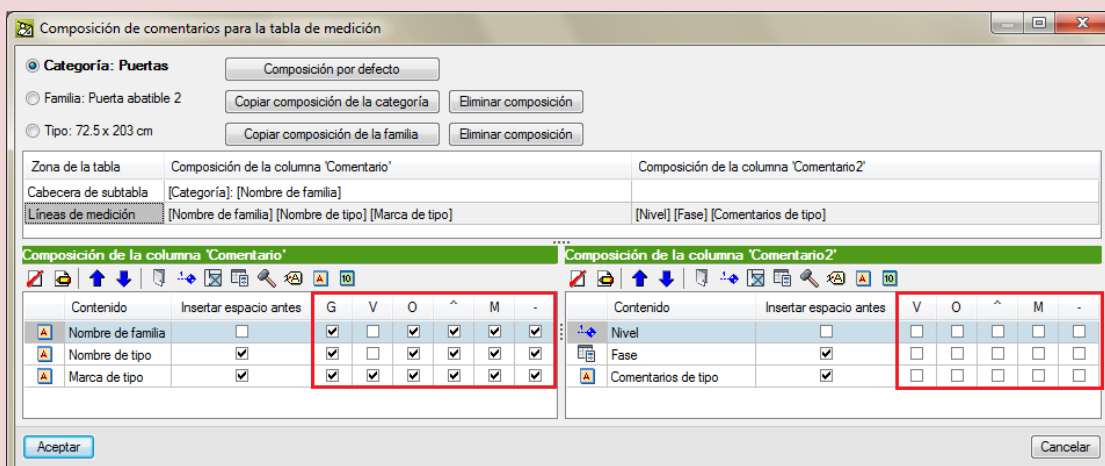 Composición de comentarios para la tabla de medición
Categoría: Puertas Composición por defecto
Familia: Puerta abatible 2 Copiar composición de la categoría Eliminar composición
Tipo: 72.5 x 203 cm Copiar composición de la familia Eliminar composición
Zona de la tabla Composición de la columna 'Comentario' Composición de la columna 'Comentario2'
Cabecera de subtabla [Categoría]: [Nombre de familia]
Líneas de medición [Nombre de familia] [Nombre de tipo] [Marca de tipo] [Nivel] [Fase] [Comentarios de tipo]
Composición de la columna 'Comentario' Composición de la columna 'Comentario2'
Contenido Insertar espacio antes G V O ^ M - Contenido Insertar espacio antes V O ^ M -
Nombre de familia Nivel
Nombre de tipo Fase
Marca de tipo Comentarios de tipo
Aceptar Cancelar